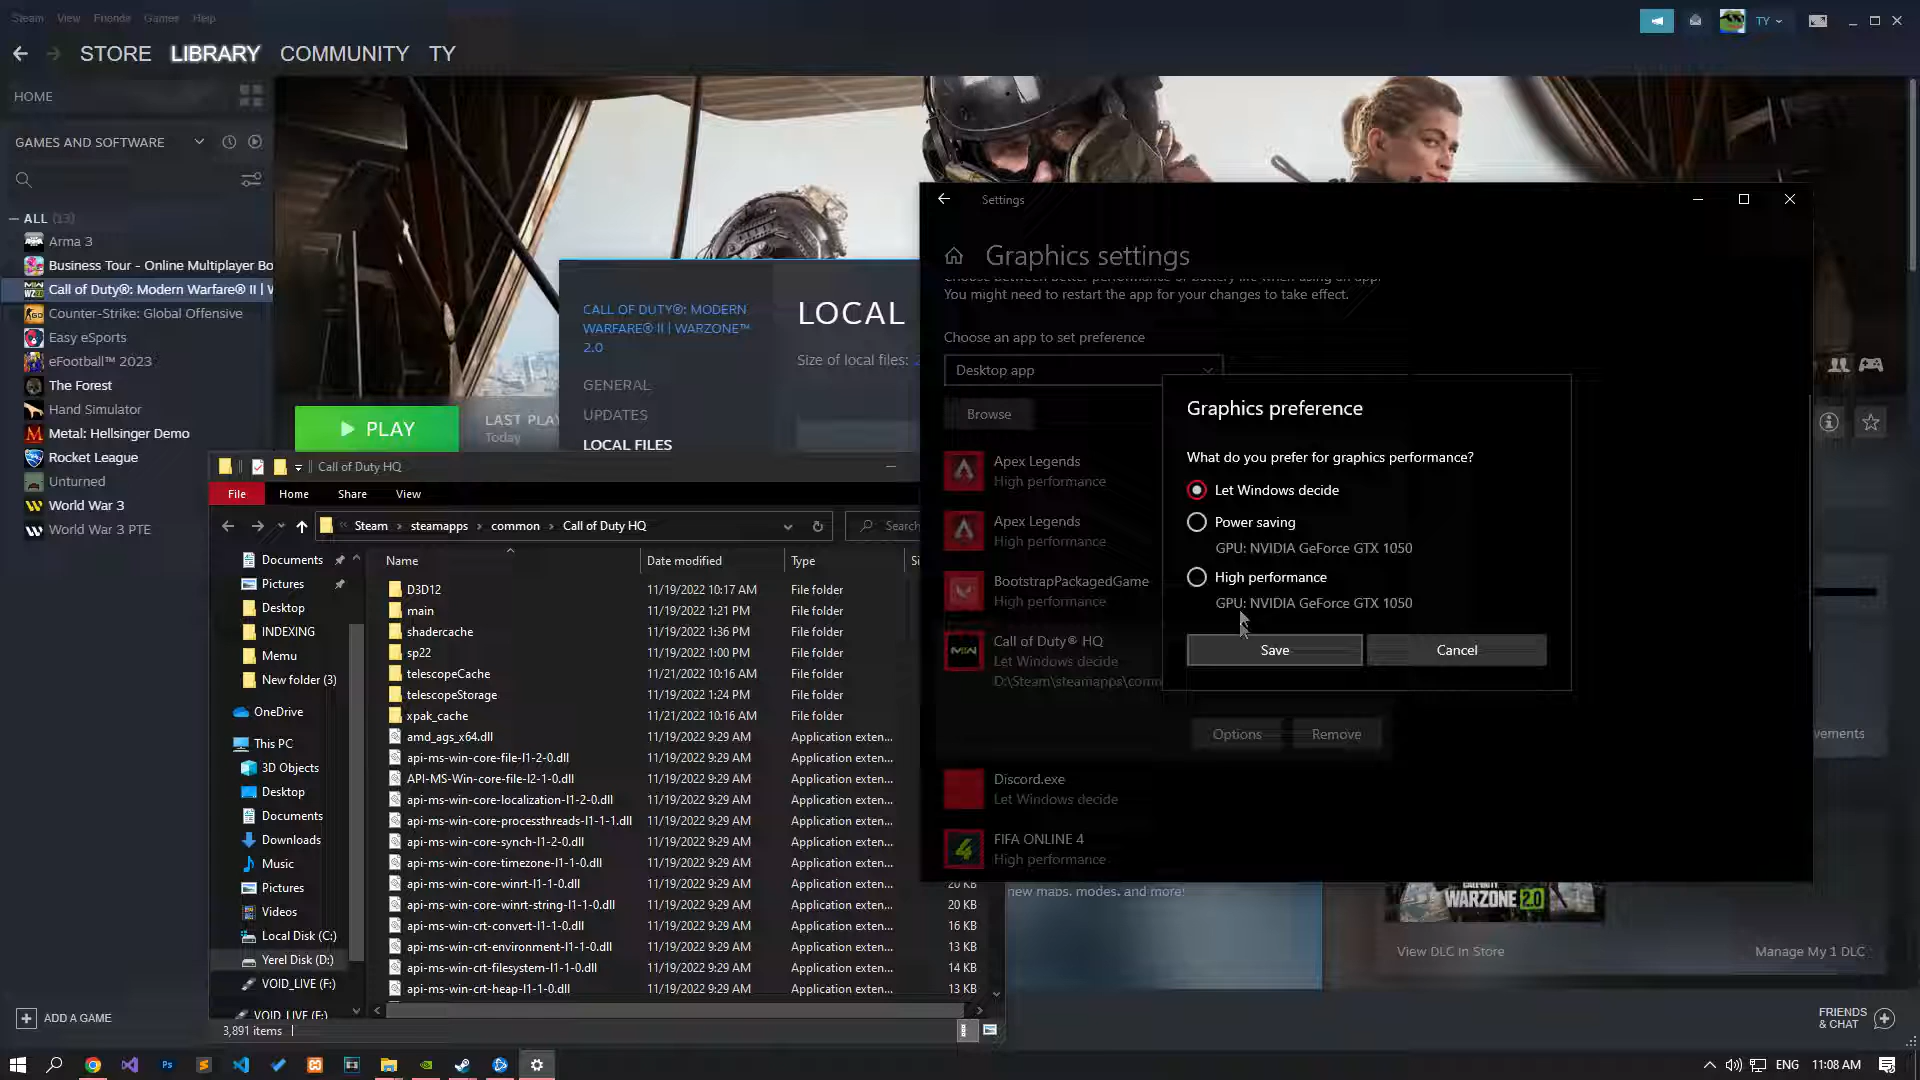 Steam View Friends Games Help
TY
STORE LIBRARY COMMUNITY TY
HOME
GAMES AND SOFTWARE
ALL (13)
Arma 3
Business Tour - Online Multiplayer Bo
Call of Duty®: Modern Warfare® II | W
Counter-Strike: Global Offensive
Easy eSports
eFootball™ 2023
The Forest
Hand Simulator
Metal: Hellsinger Demo
Rocket League
Unturned
World War 3
World War 3 PTE
ADD A GAME
PLAY
LAST PLAY
Today
CALL OF DUTY®: MODERN
WARFARE® II | WARZONE™
2.0
GENERAL
UPDATES
LOCAL FILES
LOCAL
Size of local files:
Call of Duty HQ
File Home Share View
Steam > steamapps > common > Call of Duty HQ
Search
Documents
Pictures
Desktop
INDEXING
Memu
New folder (3)
OneDrive
This PC
3D Objects
Desktop
Documents
Downloads
Music
Pictures
Videos
Local Disk (C:)
Yerel Disk (D:)
VOID_LIVE (F:)
VOID_LIVE (F:)
Name Date modified Type Si
D3D12 11/19/2022 10:17 AM File folder
main 11/19/2022 1:21 PM File folder
shadercache 11/19/2022 1:36 PM File folder
sp22 11/19/2022 1:00 PM File folder
telescopeCache 11/21/2022 10:16 AM File folder
telescopeStorage 11/19/2022 1:24 PM File folder
xpak_cache 11/21/2022 10:16 AM File folder
amd_ags_x64.dll 11/19/2022 9:29 AM Application exten...
api-ms-win-core-file-l1-2-0.dll 11/19/2022 9:29 AM Application exten...
API-MS-Win-core-file-l2-1-0.dll 11/19/2022 9:29 AM Application exten...
api-ms-win-core-localization-l1-2-0.dll 11/19/2022 9:29 AM Application exten...
api-ms-win-core-processthreads-l1-1-1.dll 11/19/2022 9:29 AM Application exten...
api-ms-win-core-synch-l1-2-0.dll 11/19/2022 9:29 AM Application exten...
api-ms-win-core-timezone-l1-1-0.dll 11/19/2022 9:29 AM Application exten...
api-ms-win-core-winrt-l1-1-0.dll 11/19/2022 9:29 AM Application exten... 20 KB
api-ms-win-core-winrt-string-l1-1-0.dll 11/19/2022 9:29 AM Application exten... 20 KB
api-ms-win-crt-convert-l1-1-0.dll 11/19/2022 9:29 AM Application exten... 16 KB
api-ms-win-crt-environment-l1-1-0.dll 11/19/2022 9:29 AM Application exten... 13 KB
api-ms-win-crt-filesystem-l1-1-0.dll 11/19/2022 9:29 AM Application exten... 14 KB
api-ms-win-crt-heap-l1-1-0.dll 11/19/2022 9:29 AM Application exten... 13 KB
3,891 items
Settings
Graphics settings
Choose between better performance or battery life when using an app.
You might need to restart the app for your changes to take effect.
Choose an app to set preference
Desktop app
Browse
Apex Legends
High performance
Apex Legends
High performance
BootstrapPackagedGame
High performance
Call of Duty® HQ
Let Windows decide
D:\Steam\steamapps\comm
Options Remove
Discord.exe
Let Windows decide
FIFA ONLINE 4
High performance
Graphics preference
What do you prefer for graphics performance?
Let Windows decide
Power saving
GPU: NVIDIA GeForce GTX 1050
High performance
GPU: NVIDIA GeForce GTX 1050
Save Cancel
vements
new maps, modes, and more!
WARZONE 2.0
View DLC In Store Manage My 1 DLC
FRIENDS
& CHAT
ENG 11:08 AM